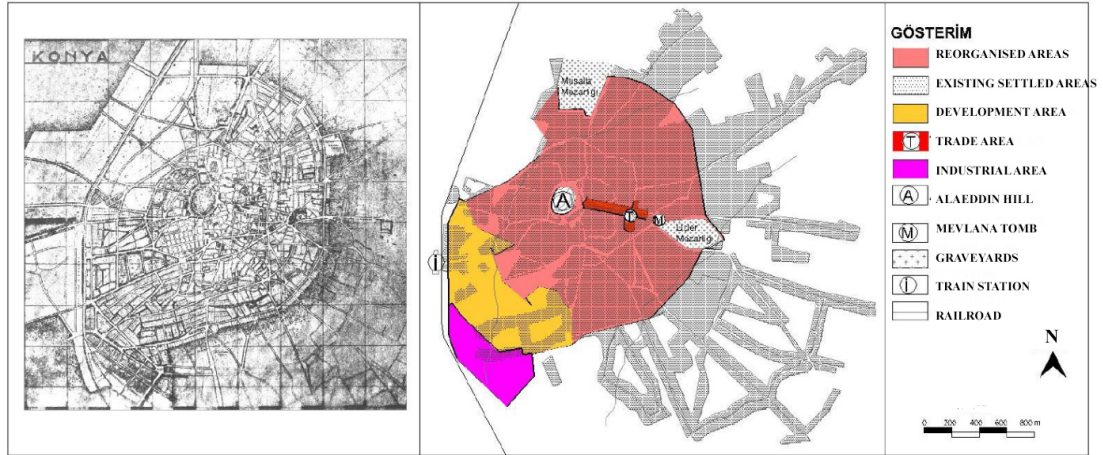 KONYA
Musalla
Mezarlığı
A
T
M
Üçler
Mezarlığı
İ
GÖSTERİM
REORGANISED AREAS
EXISTING SETTLED AREAS
DEVELOPMENT AREA
T TRADE AREA
INDUSTRIAL AREA
A ALAEDDIN HILL
M MEVLANA TOMB
GRAVEYARDS
İ TRAIN STATION
RAILROAD
N
0 200 400 600 800 m